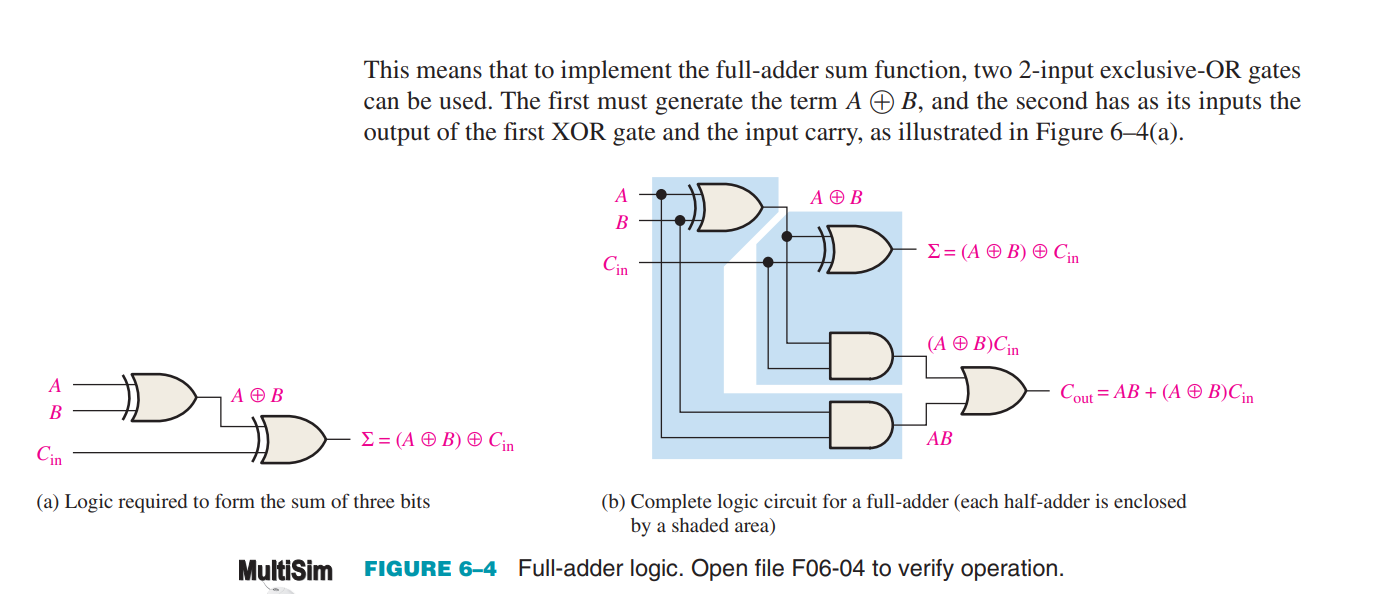 This means that to implement the full-adder sum function, two 2-input exclusive-OR gates
can be used. The first must generate the term A ⊕ B, and the second has as its inputs the
output of the first XOR gate and the input carry, as illustrated in Figure 6–4(a).
A
B
Cin
A ⊕ B
Σ = (A ⊕ B) ⊕ Cin
(a) Logic required to form the sum of three bits
A
B
Cin
A ⊕ B
Σ = (A ⊕ B) ⊕ Cin
(A ⊕ B)Cin
Cout = AB + (A ⊕ B)Cin
AB
(b) Complete logic circuit for a full-adder (each half-adder is enclosed
by a shaded area)
MultiSim FIGURE 6–4 Full-adder logic. Open file F06-04 to verify operation.